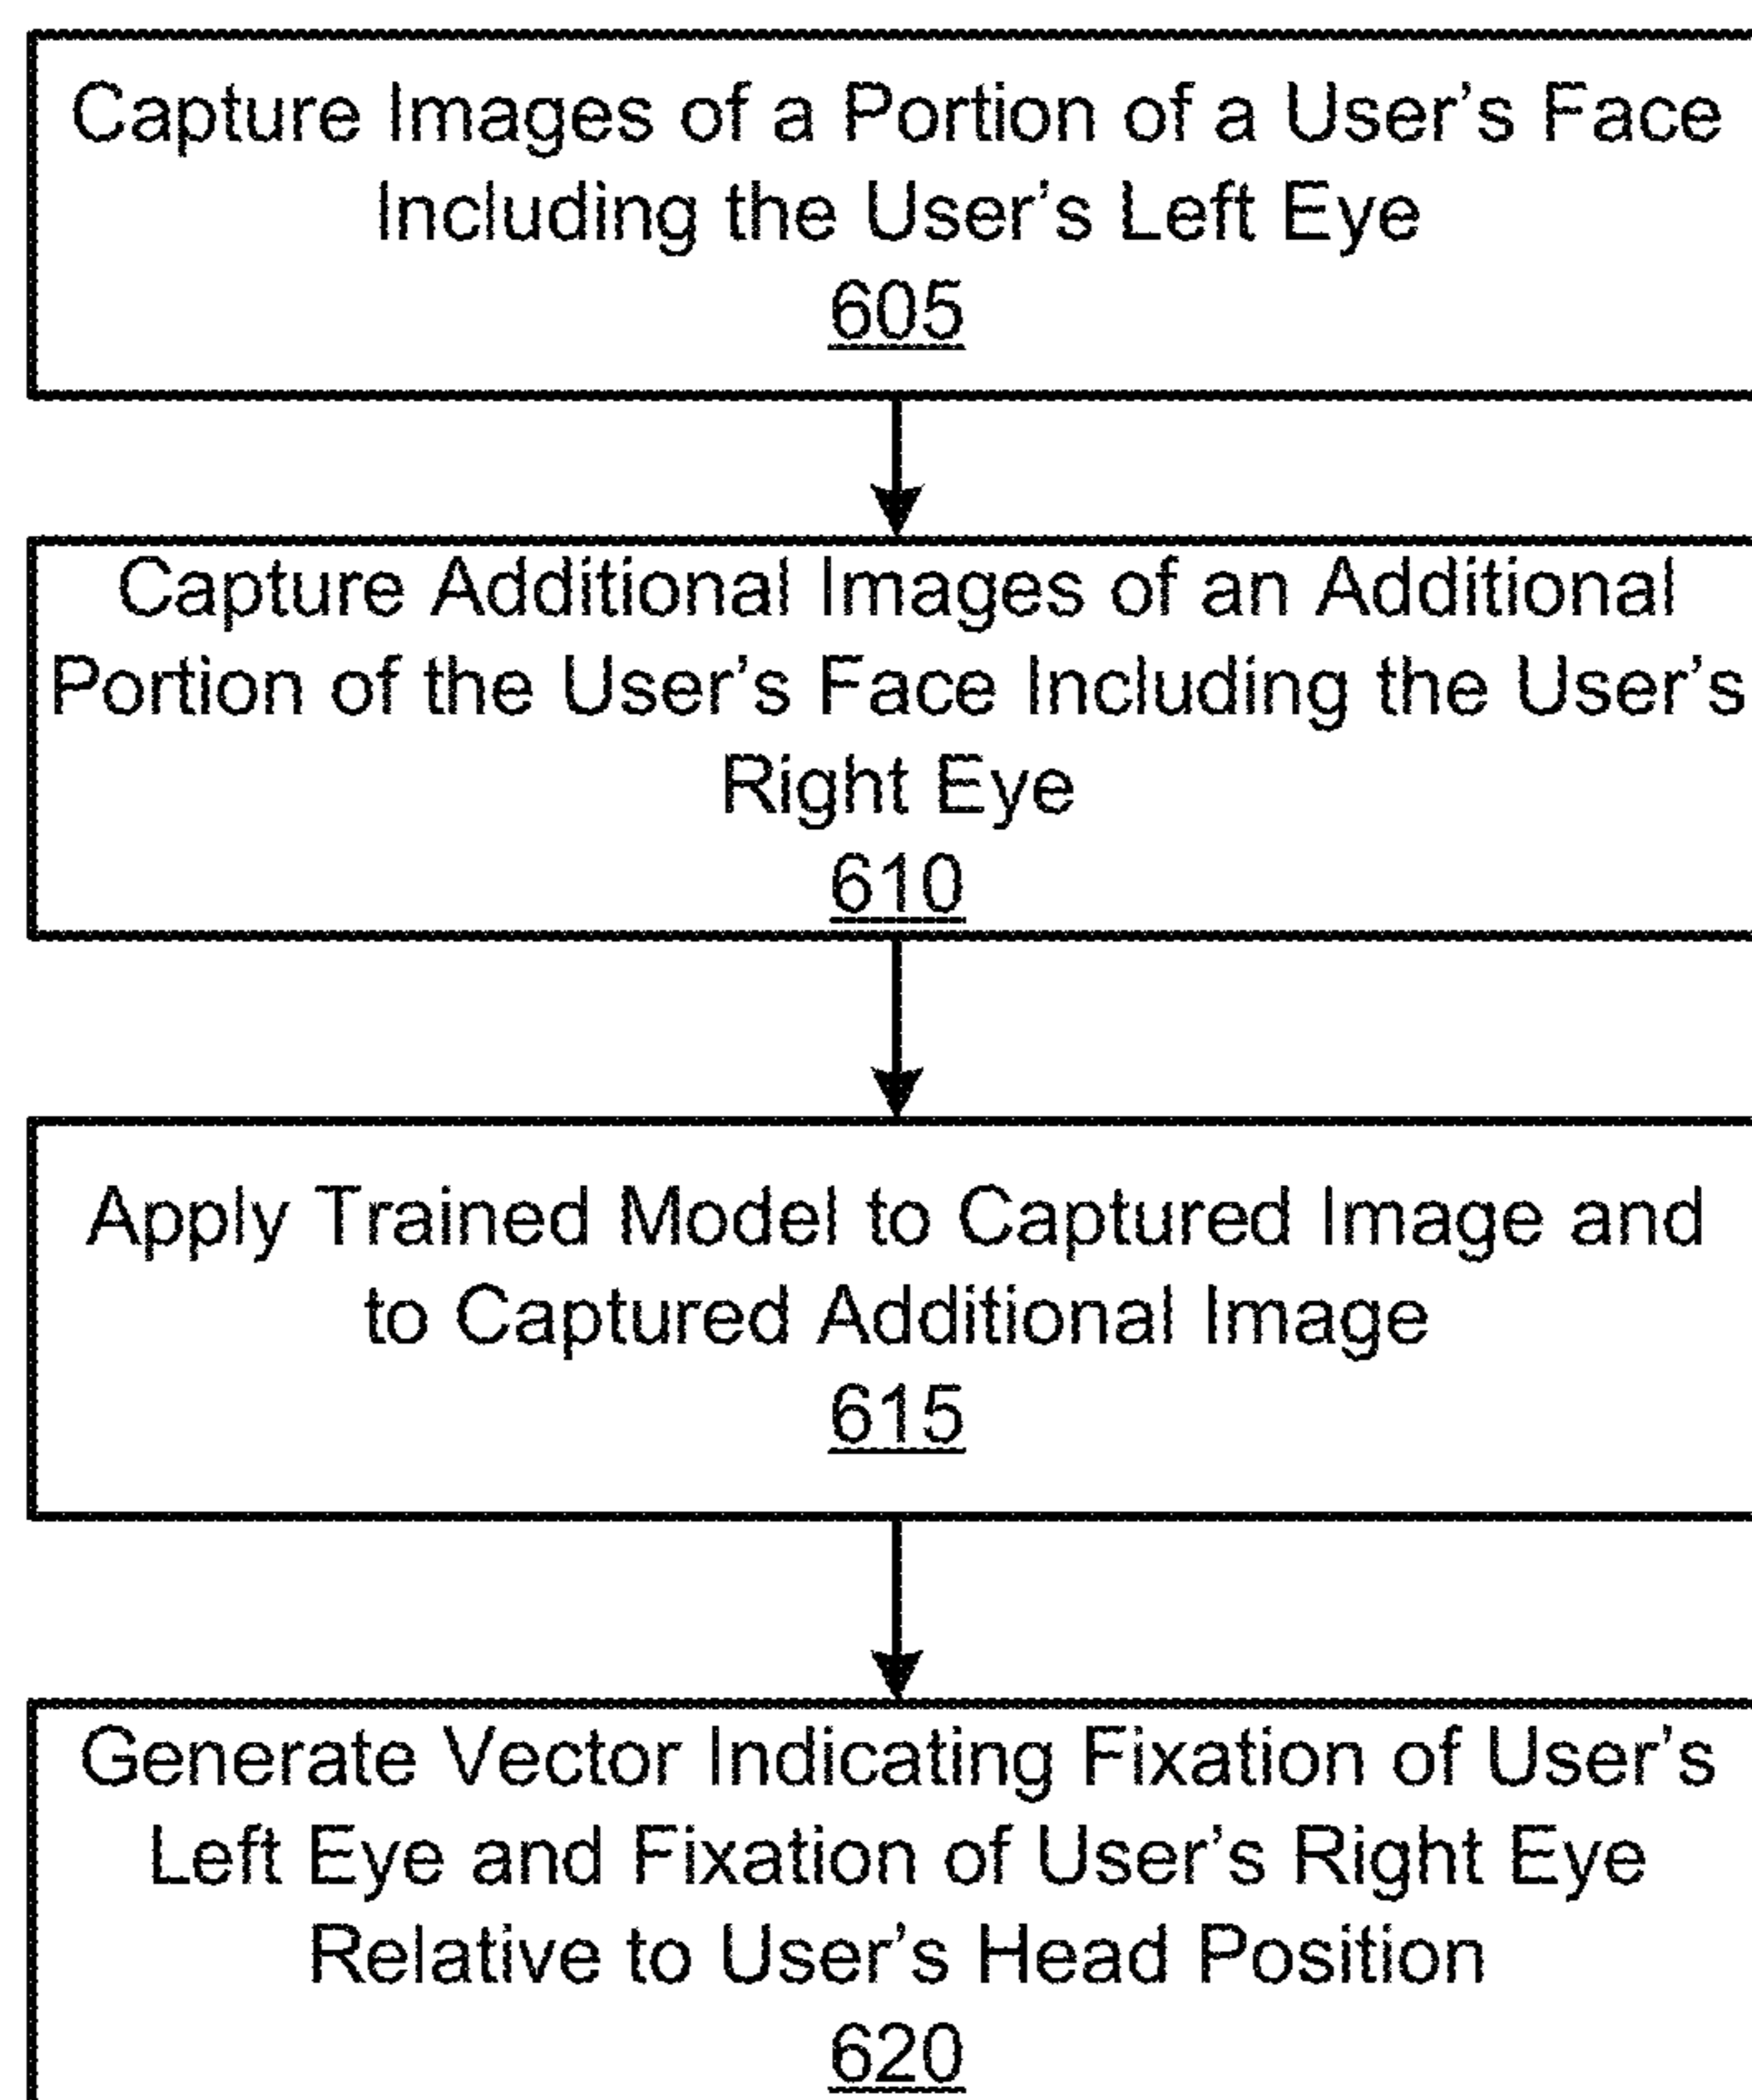 Capture Images of a Portion of a User's Face
Including the User's Left Eye
605
Capture Additional Images of an Additional
Portion of the User's Face Including the User's
Right Eye
610
Apply Trained Model to Captured Image and
to Captured Additional Image
615
Generate Vector Indicating Fixation of User's
Left Eye and Fixation of User's Right Eye
Relative to User's Head Position
620